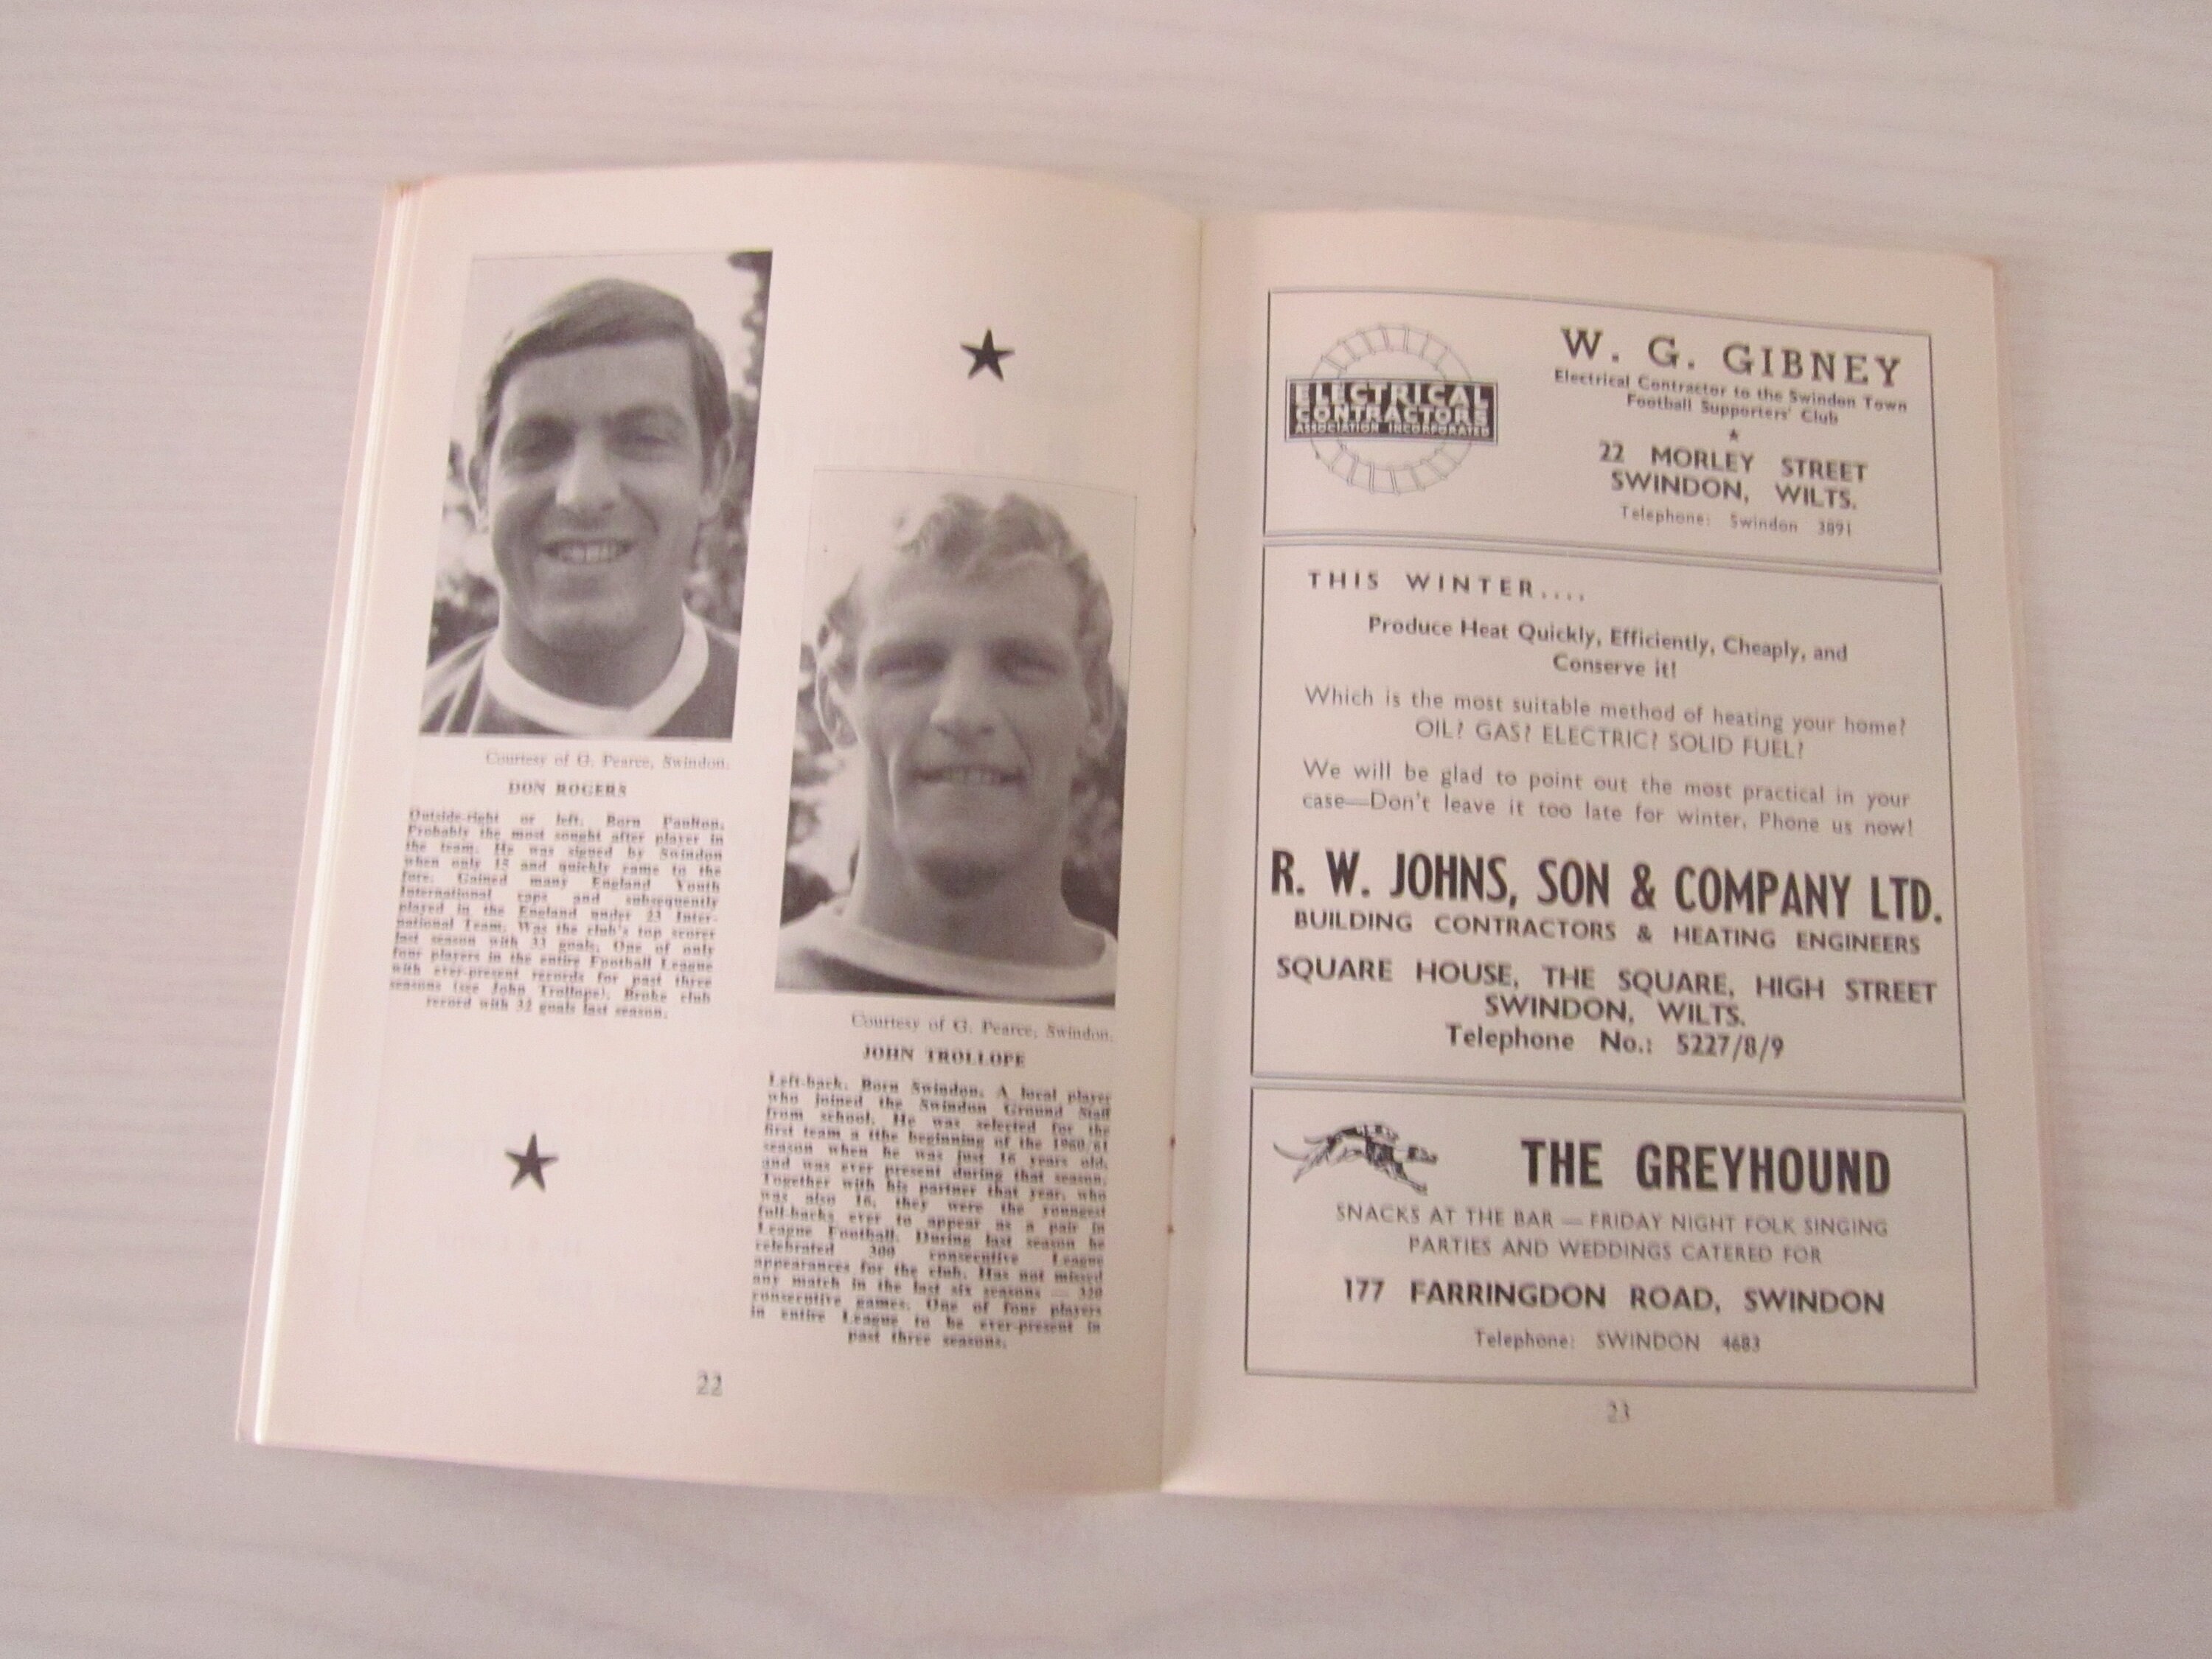 Courtesy of G. Pearce, Swindon.
DON ROGERS
Outside-right or left. Born Paulton.
Probably the most sought after player in
the team. He was signed by Swindon
when only 15 and quickly came to the
fore. Gained many England Youth
International caps and subsequently
played in the England under 23 Inter-
national Team. Was the club's top scorer
last season with 33 goals. One of only
four players in the entire Football League
with ever-present records for past three
seasons (see John Trollope). Broke club
record with 32 goals last season.
Courtesy of G. Pearce, Swindon.
JOHN TROLLOPE
Left-back. Born Swindon. A local player
who joined the Swindon Ground Staff
from school. He was selected for the
first team a tthe beginning of the 1960/61
season when he was just 16 years old,
and was ever present during that season.
Together with his partner that year, who
was also 16, they were the youngest
full-backs ever to appear as a pair in
League Football. During last season he
celebrated 300 consecutive League
appearances for the club. Has not missed
any match in the last six seasons — 320
consecutive games. One of four players
in entire League to be ever-present in
past three seasons.
22
ELECTRICAL
CONTRACTORS
ASSOCIATION INCORPORATED
W. G. GIBNEY
Electrical Contractor to the Swindon Town
Football Supporters' Club
22 MORLEY STREET
SWINDON, WILTS.
Telephone: Swindon 3891
THIS WINTER....
Produce Heat Quickly, Efficiently, Cheaply, and
Conserve it!
Which is the most suitable method of heating your home?
OIL? GAS? ELECTRIC? SOLID FUEL?
We will be glad to point out the most practical in your
case—Don't leave it too late for winter. Phone us now!
R. W. JOHNS, SON & COMPANY LTD.
BUILDING CONTRACTORS & HEATING ENGINEERS
SQUARE HOUSE, THE SQUARE, HIGH STREET
SWINDON, WILTS.
Telephone No.: 5227/8/9
THE GREYHOUND
SNACKS AT THE BAR — FRIDAY NIGHT FOLK SINGING
PARTIES AND WEDDINGS CATERED FOR
177 FARRINGDON ROAD, SWINDON
Telephone: SWINDON 4683
23